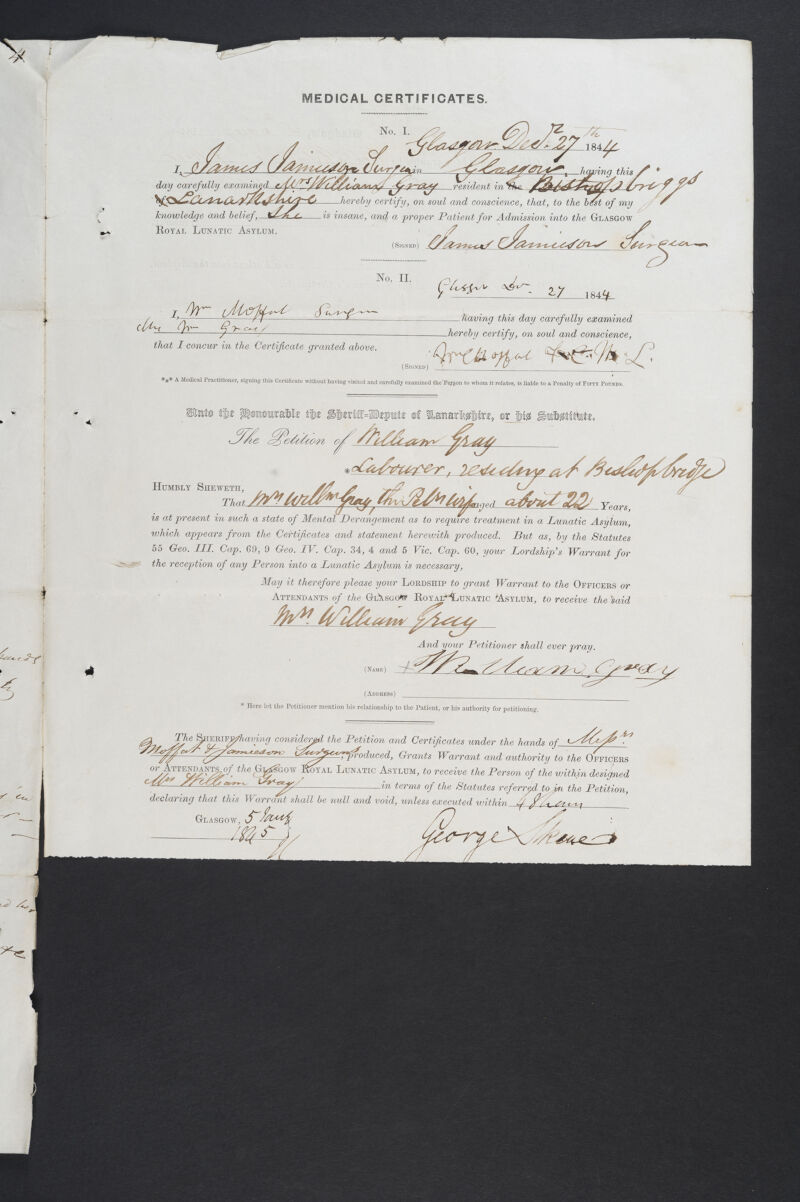 4
MEDICAL CERTIFICATES.
No. I.
Glasgow Decr. 27th 1844
I, James Jamieson Surgeon in Glasgow, having this
day carefully examined Mrs William Gray resident in the Bishopbriggs
Lanarkshire hereby certify, on soul and conscience, that, to the best of my
knowledge and belief, She is insane, and a proper Patient for Admission into the GLASGOW
ROYAL LUNATIC ASYLUM.
(SIGNED) James Jamieson Surgeon
No. II.
Glasgow Dec. 27 1844
I, Wm Moffat Surgeon having this day carefully examined
Mrs Wm Gray hereby certify, on soul and conscience,
that I concur in the Certificate granted above.
(SIGNED) Wm Moffat
*** A Medical Practitioner, signing this Certificate without having visited and carefully examined the Person to whom it relates, is liable to a Penalty of FIFTY POUNDS.
Unto the Honourable the Sheriff-Depute of Lanarkshire, or his Substitute.
The Petition of William Gray
*Labourer, residing at Bishopbridge
HUMBLY SHEWETH,
That Mrs Willm Gray, the Petrs wife aged about 22 Years,
is at present in such a state of Mental Derangement as to require treatment in a Lunatic Asylum,
which appears from the Certificates and statement herewith produced. But as, by the Statutes
55 Geo. III. Cap. 69, 9 Geo. IV. Cap. 34, 4 and 5 Vic. Cap. 60, your Lordship's Warrant for
the reception of any Person into a Lunatic Asylum is necessary,
May it therefore please your LORDSHIP to grant Warrant to the OFFICERS or
ATTENDANTS of the GLASGOW ROYAL LUNATIC ASYLUM, to receive the said
Mrs William Gray
And your Petitioner shall ever pray.
(NAME) William Gray
(ADDRESS)
* Here let the Petitioner mention his relationship to the Patient, or his authority for petitioning.
The SHERIFF having considered the Petition and Certificates under the hands of Messrs
Moffat & Jamieson Surgeons, produced, Grants Warrant and authority to the OFFICERS
or ATTENDANTS of the GLASGOW ROYAL LUNATIC ASYLUM, to receive the Person of the within designed
Mrs William Gray in terms of the Statutes referred to in the Petition,
declaring that this Warrant shall be null and void, unless executed within
GLASGOW, 5 Jany
1845
George Skene